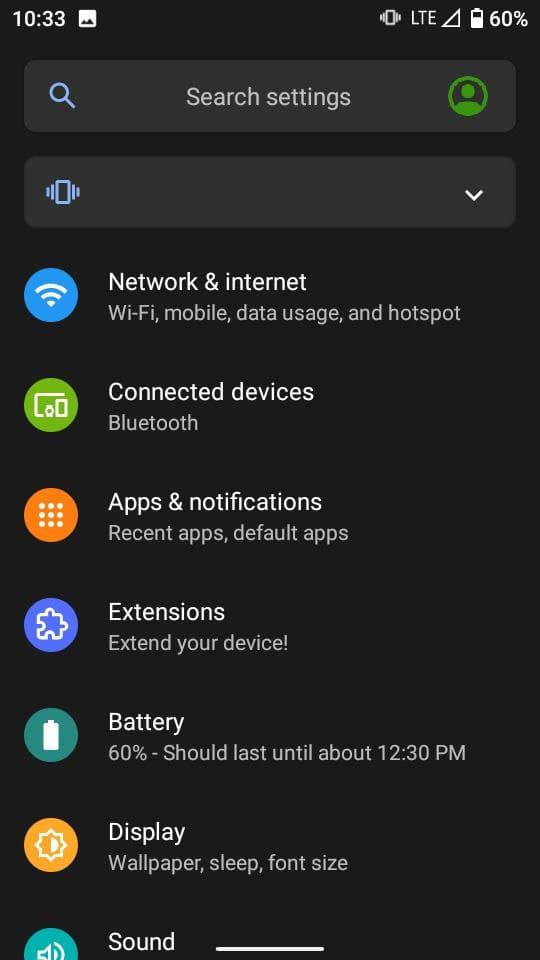 10:33 LTE 60%
Search settings
Network & internet
Wi-Fi, mobile, data usage, and hotspot
Connected devices
Bluetooth
Apps & notifications
Recent apps, default apps
Extensions
Extend your device!
Battery
60% - Should last until about 12:30 PM
Display
Wallpaper, sleep, font size
Sound